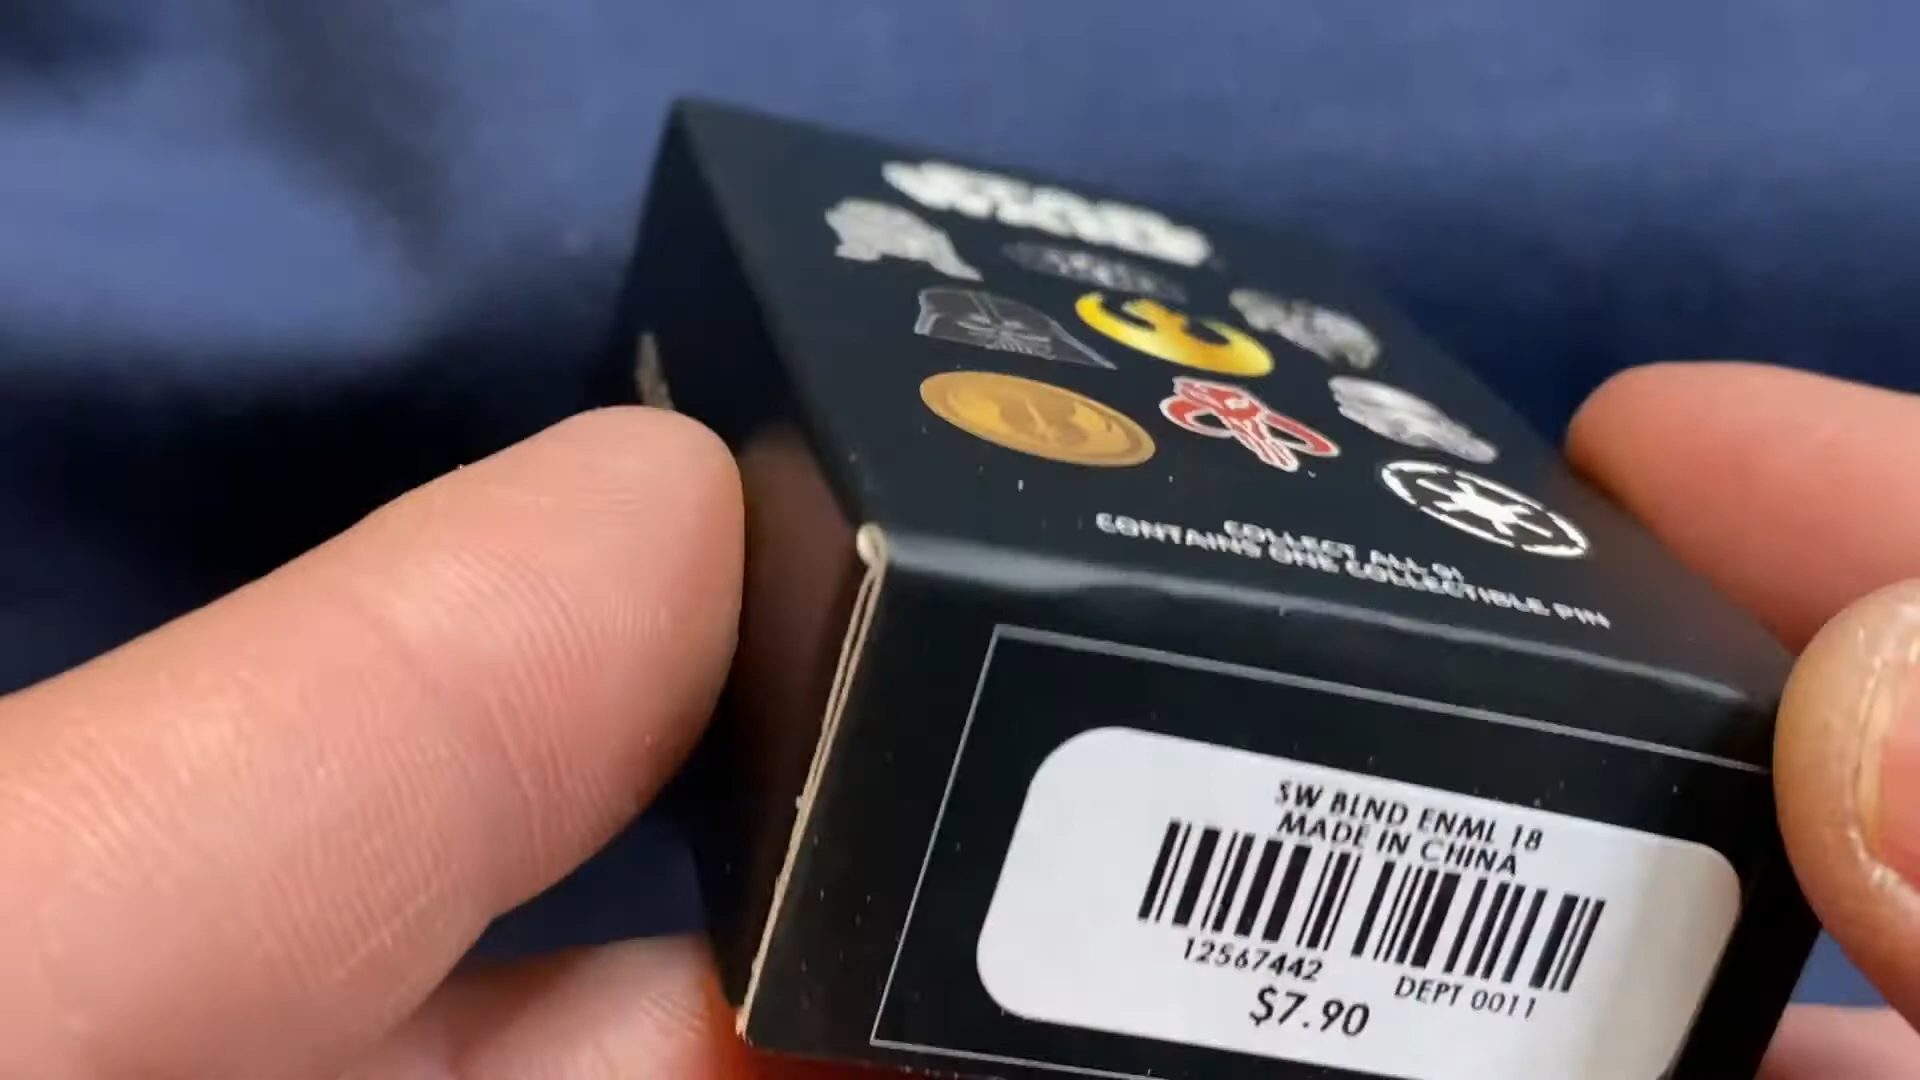 STAR
COLLECT ALL 9!
CONTAINS ONE COLLECTIBLE PIN
SW BLND ENML 18
MADE IN CHINA
12567442
DEPT 0011
$7.90